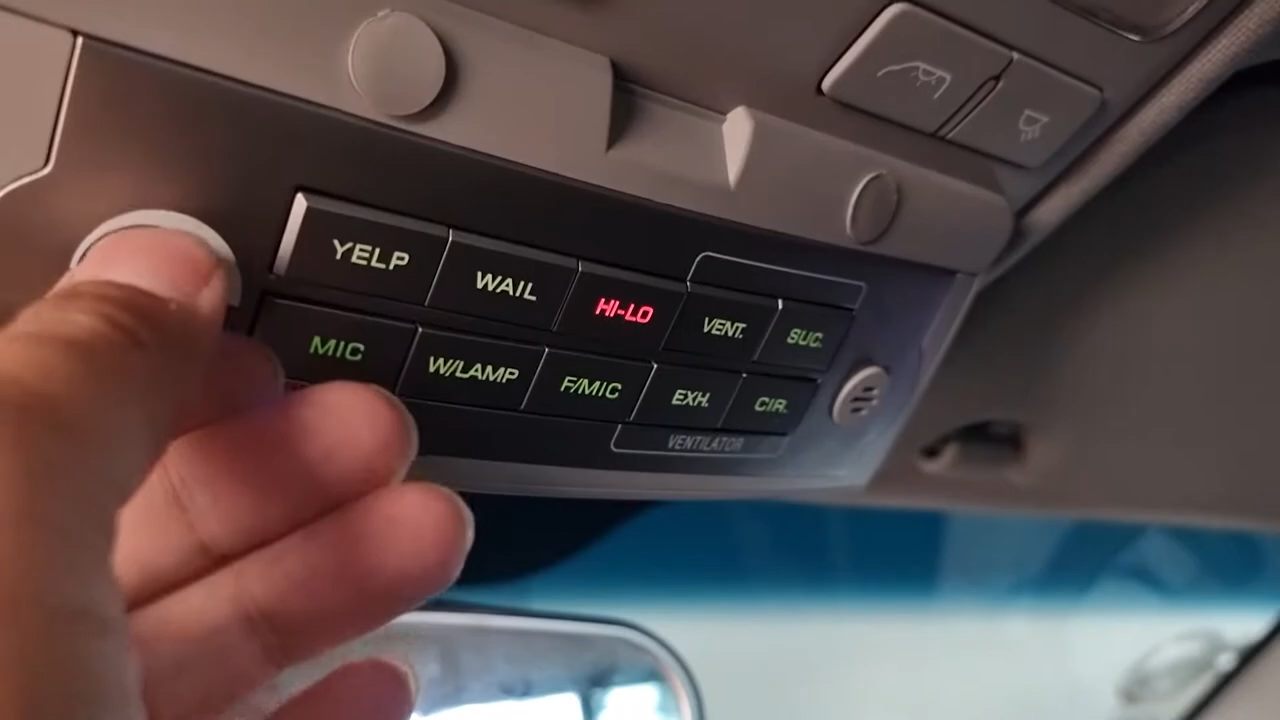 YELP WAIL HI-LO VENT. SUC.
MIC W/LAMP F/MIC EXH. CIR.
VENTILATOR